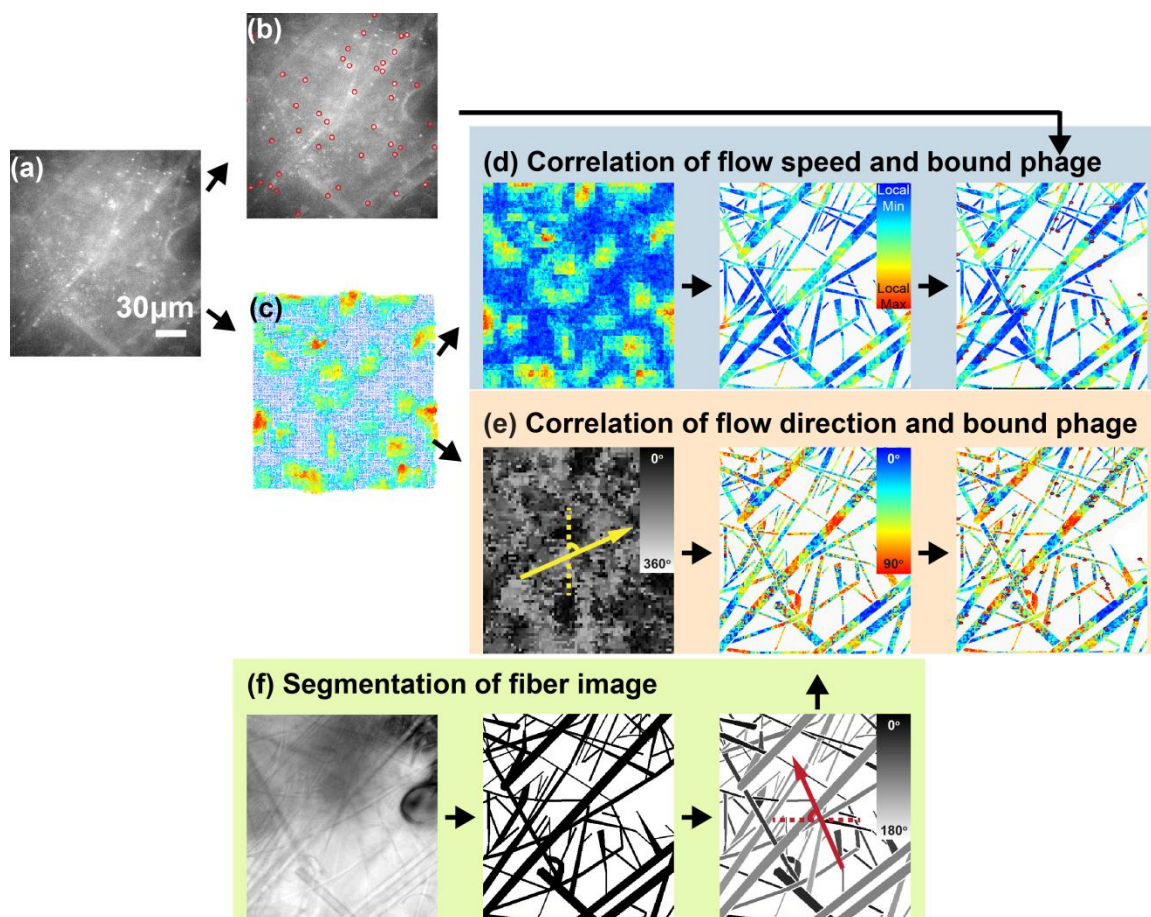 (a)
30µm
(b)
(c)
(d) Correlation of flow speed and bound phage
Local
Min
Local
Max
(e) Correlation of flow direction and bound phage
0°
360°
0°
90°
(f) Segmentation of fiber image
0°
180°